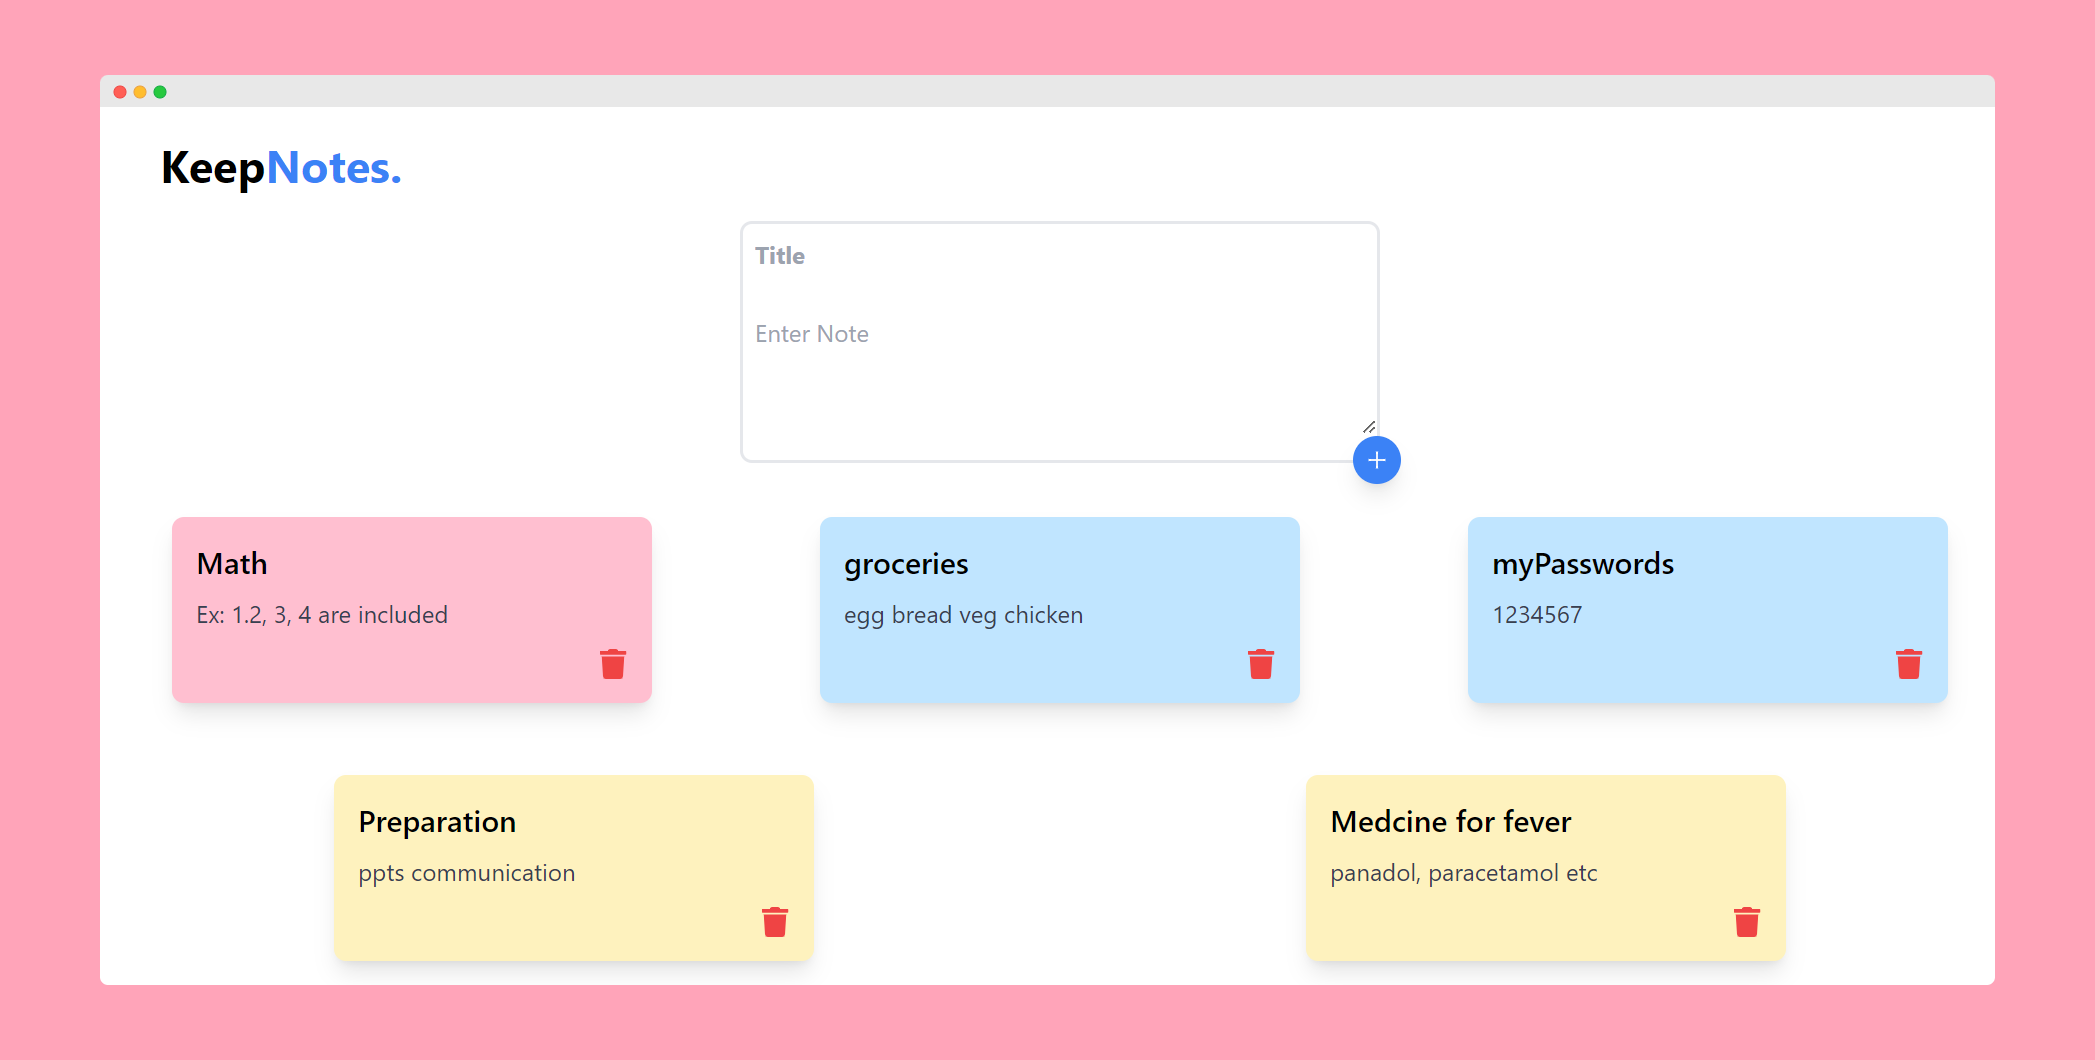 KeepNotes.
Title
Enter Note
Math
Ex: 1.2, 3, 4 are included
groceries
egg bread veg chicken
myPasswords
1234567
Preparation
ppts communication
Medcine for fever
panadol, paracetamol etc